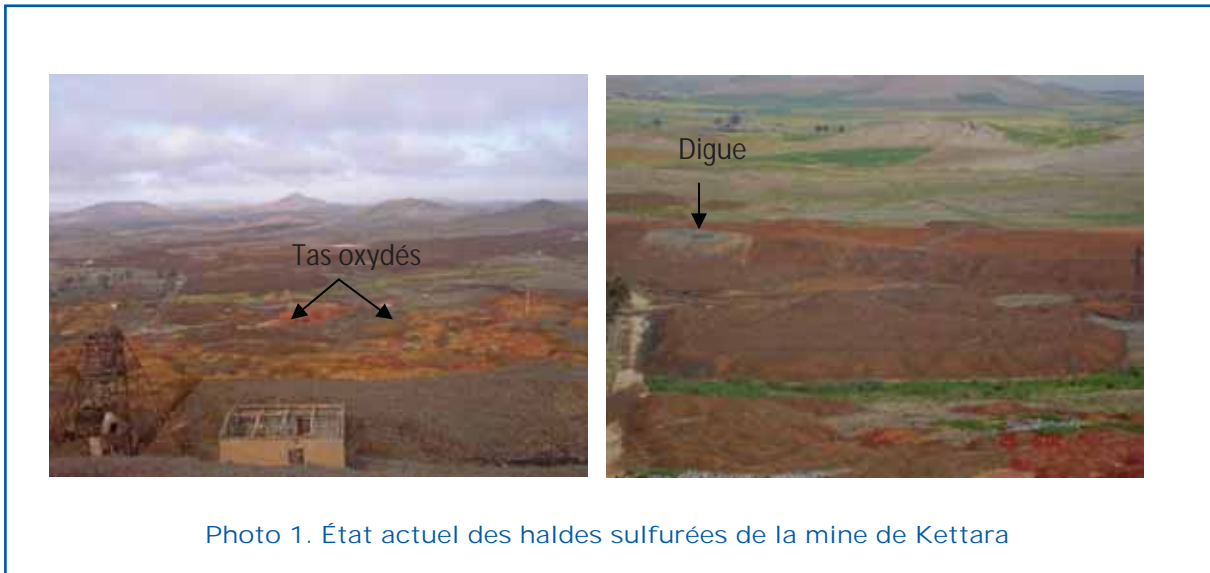 Tas oxydés
Digue
Photo 1. État actuel des haldes sulfurées de la mine de Kettara